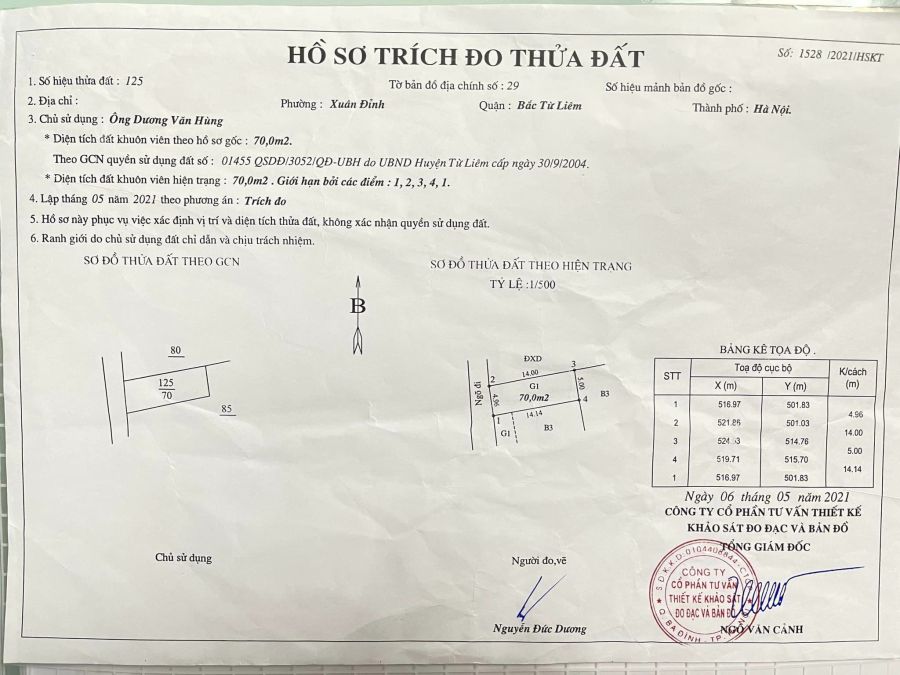 HỒ SƠ TRÍCH ĐO THỬA ĐẤT
Số: 1528 /2021/HSKT
1. Số hiệu thửa đất : 125 Tờ bản đồ địa chính số : 29 Số hiệu mảnh bản đồ gốc :
2. Địa chỉ : Phường : Xuân Đỉnh Quận : Bắc Từ Liêm Thành phố : Hà Nội.
3. Chủ sử dụng : Ông Dương Văn Hùng
* Diện tích đất khuôn viên theo hồ sơ gốc : 70,0m2.
Theo GCN quyền sử dụng đất số : 01455 QSDĐ/3052/QĐ-UBH do UBND Huyện Từ Liêm cấp ngày 30/9/2004.
* Diện tích đất khuôn viên hiện trạng : 70,0m2 . Giới hạn bởi các điểm : 1, 2, 3, 4, 1.
4. Lập tháng 05 năm 2021 theo phương án : Trích đo
5. Hồ sơ này phục vụ việc xác định vị trí và diện tích thửa đất, không xác nhận quyền sử dụng đất.
6. Ranh giới do chủ sử dụng đất chỉ dẫn và chịu trách nhiệm.
SƠ ĐỒ THỬA ĐẤT THEO GCN
SƠ ĐỒ THỬA ĐẤT THEO HIỆN TRẠNG
TỶ LỆ :1/500
B
80
125
70
85
ĐXD
Ngõ đi
2
14.00
3
G1
5.00
4.96
70,0m2
4
B3
1
14.14
G1
B3
BẢNG KÊ TỌA ĐỘ .
STT Toạ độ cục bộ K/cách
X (m) Y (m) (m)
1 516.97 501.83
4.96
2 521.86 501.03
14.00
3 514.76
5.00
4 519.71 515.70
14.14
1 516.97 501.83
Ngày 06 tháng 05 năm 2021
CÔNG TY CỔ PHẦN TƯ VẤN THIẾT KẾ
KHẢO SÁT ĐO ĐẠC VÀ BẢN ĐỒ
TỔNG GIÁM ĐỐC
Chủ sử dụng
Người đo,vẽ
Nguyễn Đức Dương
CÔNG TY
CỔ PHẦN TƯ VẤN
THIẾT KẾ KHẢO SÁT
ĐO ĐẠC VÀ BẢN ĐỒ
Q. BA ĐÌNH - TP.
NGÔ VĂN CẢNH